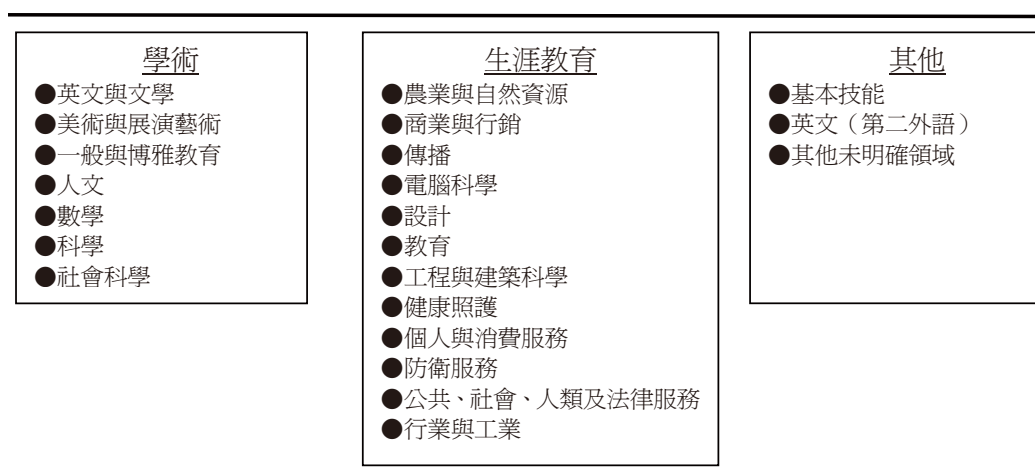 學術
●英文與文學
●美術與展演藝術
●一般與博雅教育
●人文
●數學
●科學
●社會科學
生涯教育
●農業與自然資源
●商業與行銷
●傳播
●電腦科學
●設計
●教育
●工程與建築科學
●健康照護
●個人與消費服務
●防衛服務
●公共、社會、人類及法律服務
●行業與工業
其他
●基本技能
●英文（第二外語）
●其他未明確領域